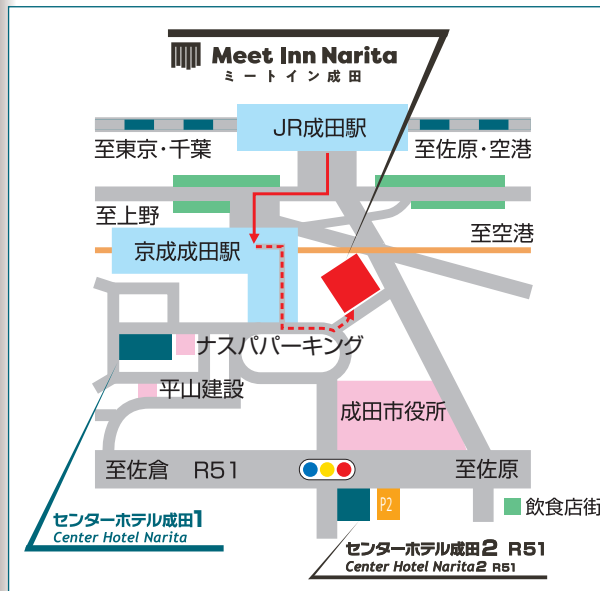 Meet Inn Narita
ミートイン成田
JR成田駅
至東京・千葉
至佐原・空港
至上野
京成成田駅
至空港
ナスパパーキング
平山建設
成田市役所
至佐倉 R51
至佐原
P2
飲食店街
センターホテル成田1
Center Hotel Narita
センターホテル成田2 R51
Center Hotel Narita2 R51